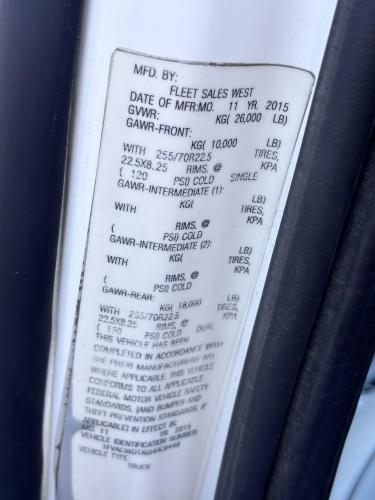 MFD. BY:
FLEET SALES WEST
DATE OF MFR:MO. 11 YR. 2015
GVWR: KG( 26,000 LB)
GAWR-FRONT:
KG( 10,000 LB)
WITH 255/70R22.5 TIRES,
22.5X8.25 RIMS, @ KPA
( 120 PSI) COLD SINGLE
GAWR-INTERMEDIATE (1):
KG( LB)
WITH TIRES,
RIMS, @ KPA
( PSI) COLD
GAWR-INTERMEDIATE (2):
KG( LB)
WITH TIRES,
RIMS, @ KPA
( PSI) COLD
GAWR-REAR:
KG( 16,000 LB)
WITH 255/70R22.5 TIRES,
22.5X8.25 RIMS, @ KPA
( 120 PSI) COLD DUAL
THIS VEHICLE HAS BEEN
COMPLETED IN ACCORDANCE WITH
THE PRIOR MANUFACTURERS' IVD,
WHERE APPLICABLE. THIS VEHICLE
CONFORMS TO ALL APPLICABLE
FEDERAL MOTOR VEHICLE SAFETY
STANDARDS, [AND BUMPER AND
THEFT PREVENTION STANDARDS, IF
APPLICABLE] IN EFFECT IN:
MO. 11 YR. 2015
VEHICLE IDENTIFICATION NUMBER:
VEHICLE TYPE:
TRUCK